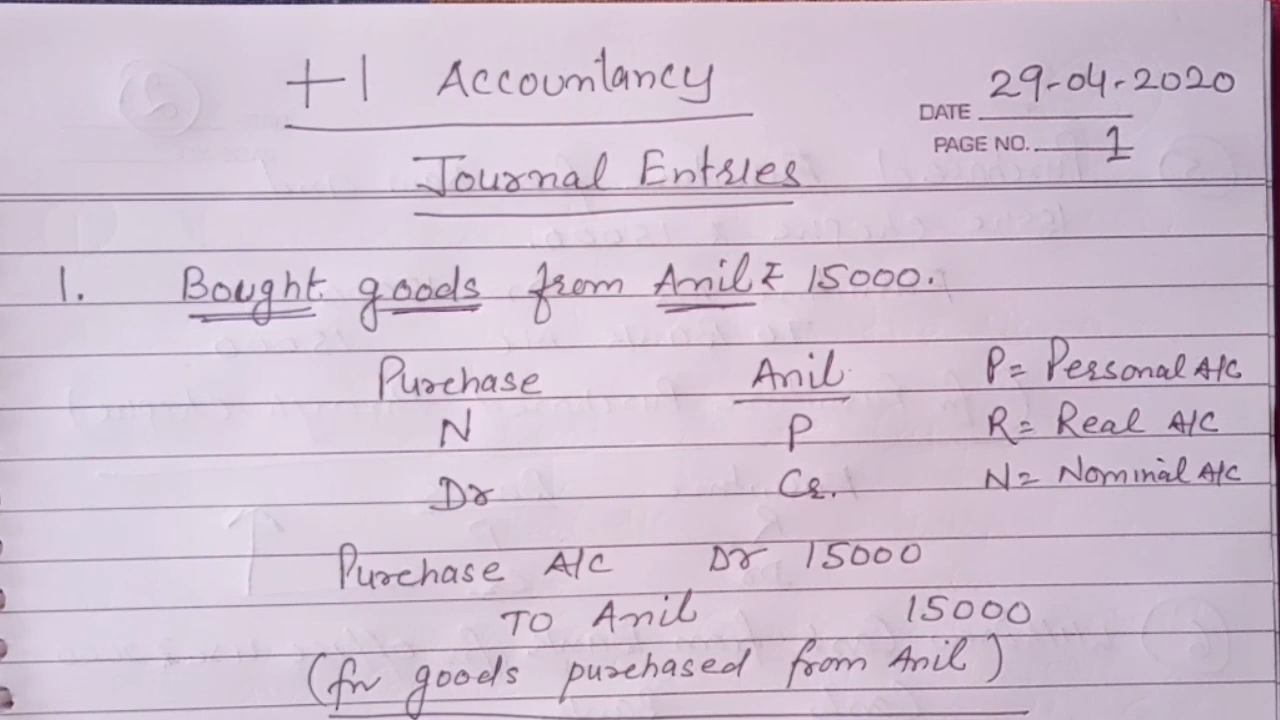 +1 Accountancy
DATE 29-04-2020
PAGE NO. 1
Journal Entries
1. Bought goods from Anil ₹ 15000.
Purchase Anil P= Personal A/C
N P R= Real A/C
Dr Cr. N= Nominal A/C
Purchase A/C Dr 15000
TO Anil 15000
(for goods purchased from Anil)